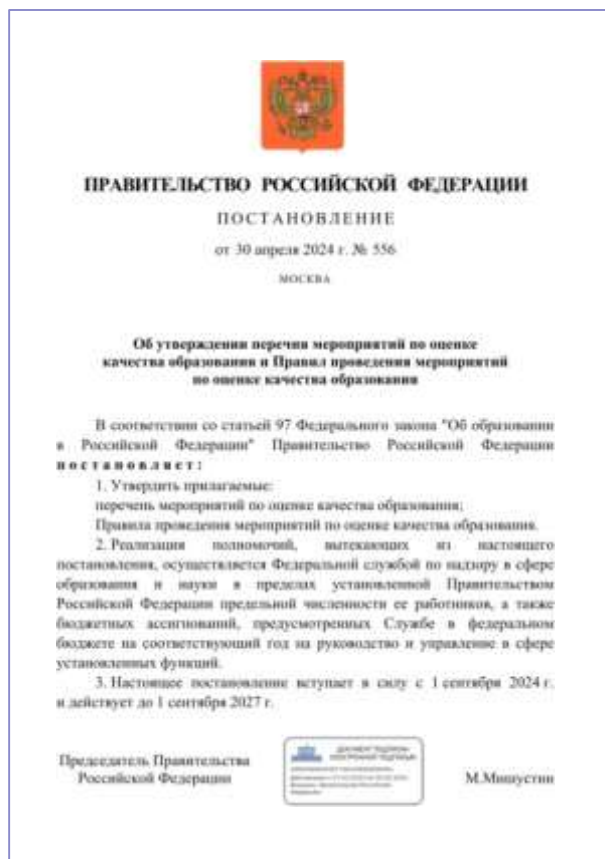 ПРАВИТЕЛЬСТВО РОССИЙСКОЙ ФЕДЕРАЦИИ
ПОСТАНОВЛЕНИЕ
от 30 апреля 2024 г. № 556
МОСКВА
Об утверждении перечня мероприятий по оценке
качества образования и Правил проведения мероприятий
по оценке качества образования
В соответствии со статьей 97 Федерального закона "Об образовании
в Российской Федерации" Правительство Российской Федерации
постановляет:
1. Утвердить прилагаемые:
перечень мероприятий по оценке качества образования;
Правила проведения мероприятий по оценке качества образования.
2. Реализация полномочий, вытекающих из настоящего
постановления, осуществляется Федеральной службой по надзору в сфере
образования и науки в пределах установленной Правительством
Российской Федерации предельной численности ее работников, а также
бюджетных ассигнований, предусмотренных Службе в федеральном
бюджете на соответствующий год на руководство и управление в сфере
установленных функций.
3. Настоящее постановление вступает в силу с 1 сентября 2024 г.
и действует до 1 сентября 2027 г.
Председатель Правительства
Российской Федерации
ДОКУМЕНТ ПОДПИСАН
ЭЛЕКТРОННОЙ ПОДПИСЬЮ
М.Мишустин